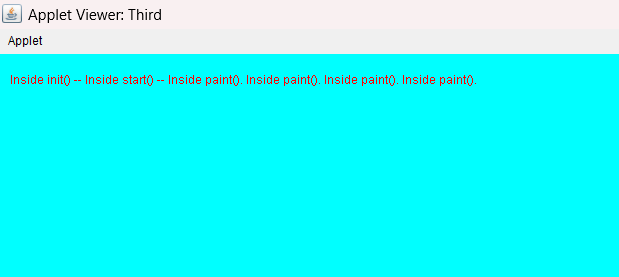 Applet Viewer: Third
Applet
Inside init() -- Inside start() -- Inside paint(). Inside paint(). Inside paint(). Inside paint().